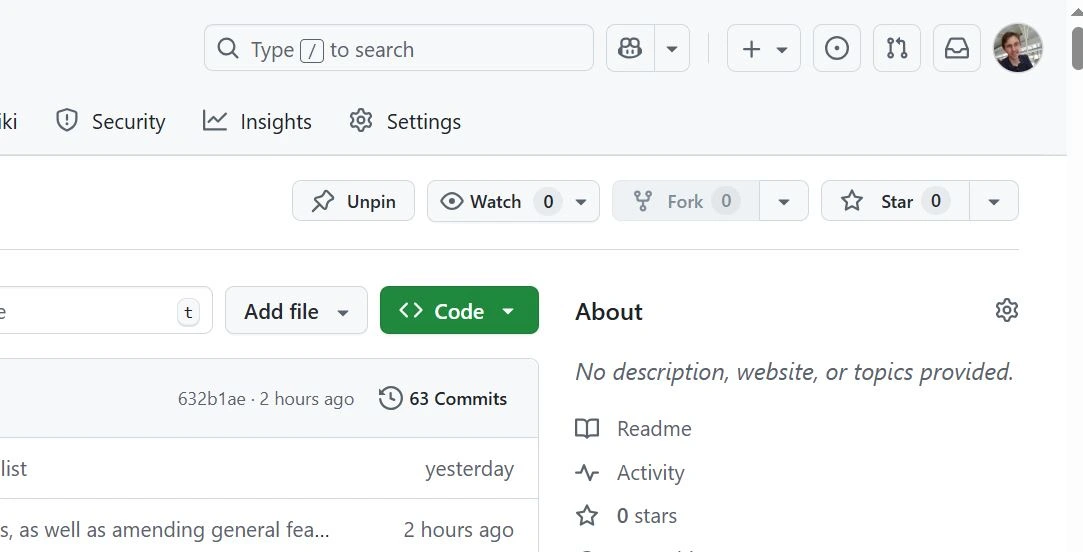 Type / to search
iki Security Insights Settings
Unpin Watch 0 Fork 0 Star 0
e t Add file Code About
No description, website, or topics provided.
632b1ae · 2 hours ago 63 Commits
Readme
list yesterday
Activity
0 stars
s, as well as amending general fea... 2 hours ago